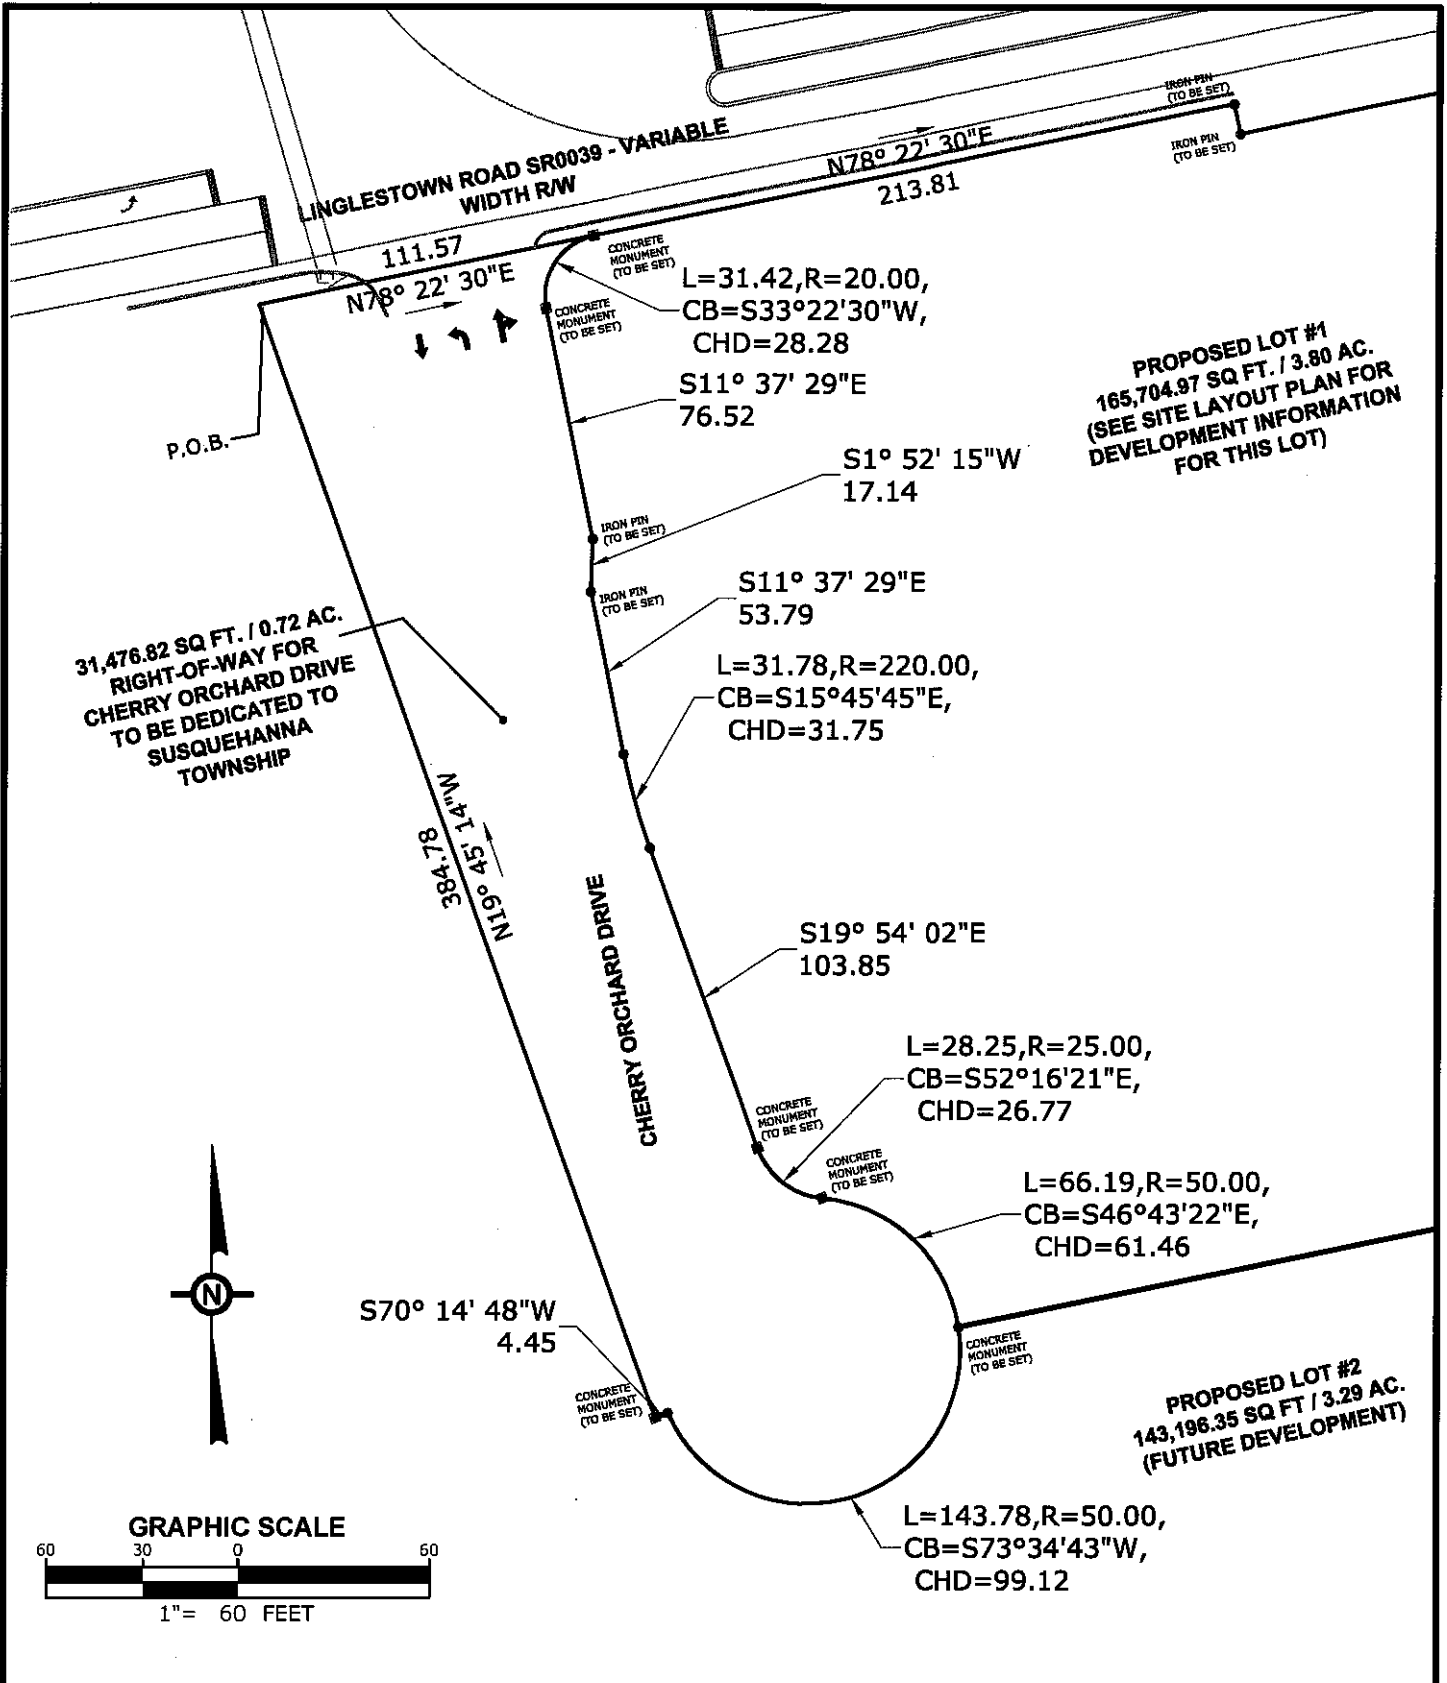 IRON PIN
(TO BE SET)
IRON PIN
(TO BE SET)
LINGLESTOWN ROAD SR0039 - VARIABLE
WIDTH R/W
N78° 22' 30"E
213.81
111.57
N78° 22' 30"E
CONCRETE
MONUMENT
(TO BE SET)
CONCRETE
MONUMENT
(TO BE SET)
L=31.42,R=20.00,
CB=S33°22'30"W,
CHD=28.28
S11° 37' 29"E
76.52
PROPOSED LOT #1
165,704.97 SQ FT. / 3.80 AC.
(SEE SITE LAYOUT PLAN FOR
DEVELOPMENT INFORMATION
FOR THIS LOT)
P.O.B.
S1° 52' 15"W
17.14
IRON PIN
(TO BE SET)
IRON PIN
(TO BE SET)
S11° 37' 29"E
53.79
31,476.82 SQ FT. / 0.72 AC.
RIGHT-OF-WAY FOR
CHERRY ORCHARD DRIVE
TO BE DEDICATED TO
SUSQUEHANNA
TOWNSHIP
L=31.78,R=220.00,
CB=S15°45'45"E,
CHD=31.75
N19° 45' 14"W
384.78
CHERRY ORCHARD DRIVE
S19° 54' 02"E
103.85
L=28.25,R=25.00,
CB=S52°16'21"E,
CHD=26.77
CONCRETE
MONUMENT
(TO BE SET)
CONCRETE
MONUMENT
(TO BE SET)
L=66.19,R=50.00,
CB=S46°43'22"E,
CHD=61.46
N
S70° 14' 48"W
4.45
CONCRETE
MONUMENT
(TO BE SET)
CONCRETE
MONUMENT
(TO BE SET)
PROPOSED LOT #2
143,196.35 SQ FT / 3.29 AC.
(FUTURE DEVELOPMENT)
L=143.78,R=50.00,
CB=S73°34'43"W,
CHD=99.12
GRAPHIC SCALE
60 30 0 60
1"= 60 FEET